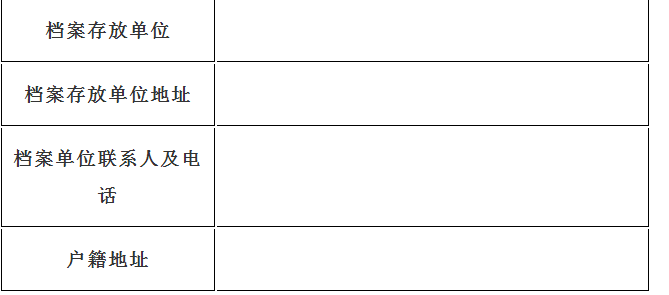 档案存放单位
档案存放单位地址
档案单位联系人及电
话
户籍地址